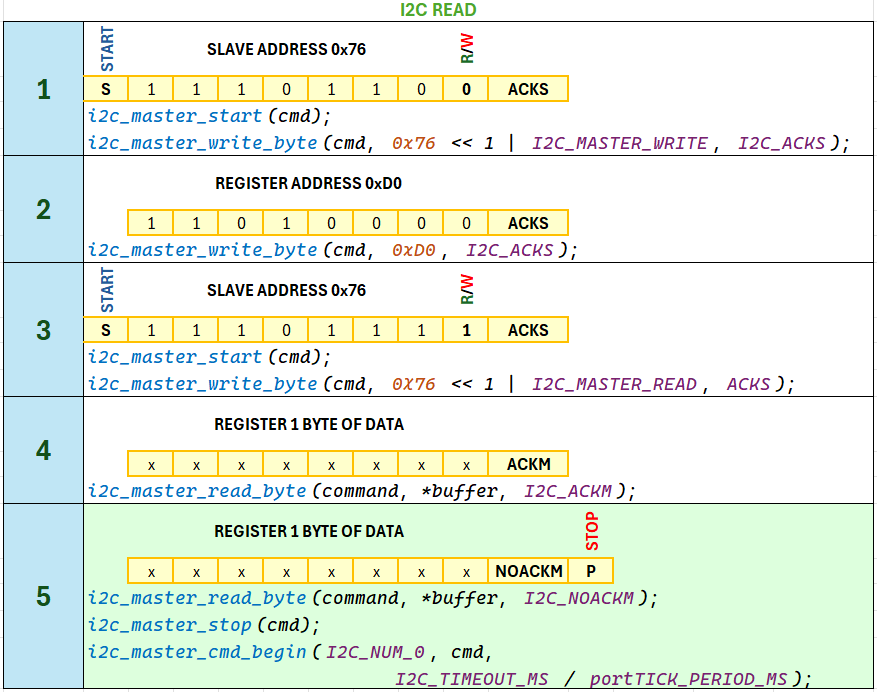 I2C READ
1
START
SLAVE ADDRESS 0x76
R/W
S 1 1 1 0 1 1 0 0 ACKS
i2c_master_start(cmd);
i2c_master_write_byte(cmd, 0x76 << 1 | I2C_MASTER_WRITE, I2C_ACKS);
2
REGISTER ADDRESS 0xD0
1 1 0 1 0 0 0 0 ACKS
i2c_master_write_byte(cmd, 0xD0, I2C_ACKS);
3
START
SLAVE ADDRESS 0x76
R/W
S 1 1 1 0 1 1 1 1 ACKS
i2c_master_start(cmd);
i2c_master_write_byte(cmd, 0x76 << 1 | I2C_MASTER_READ, ACKS);
4
REGISTER 1 BYTE OF DATA
x x x x x x x x ACKM
i2c_master_read_byte(command, *buffer, I2C_ACKM);
5
REGISTER 1 BYTE OF DATA
STOP
x x x x x x x x NOACKM P
i2c_master_read_byte(command, *buffer, I2C_NOACKM);
i2c_master_stop(cmd);
i2c_master_cmd_begin(I2C_NUM_0, cmd,
I2C_TIMEOUT_MS / portTICK_PERIOD_MS);